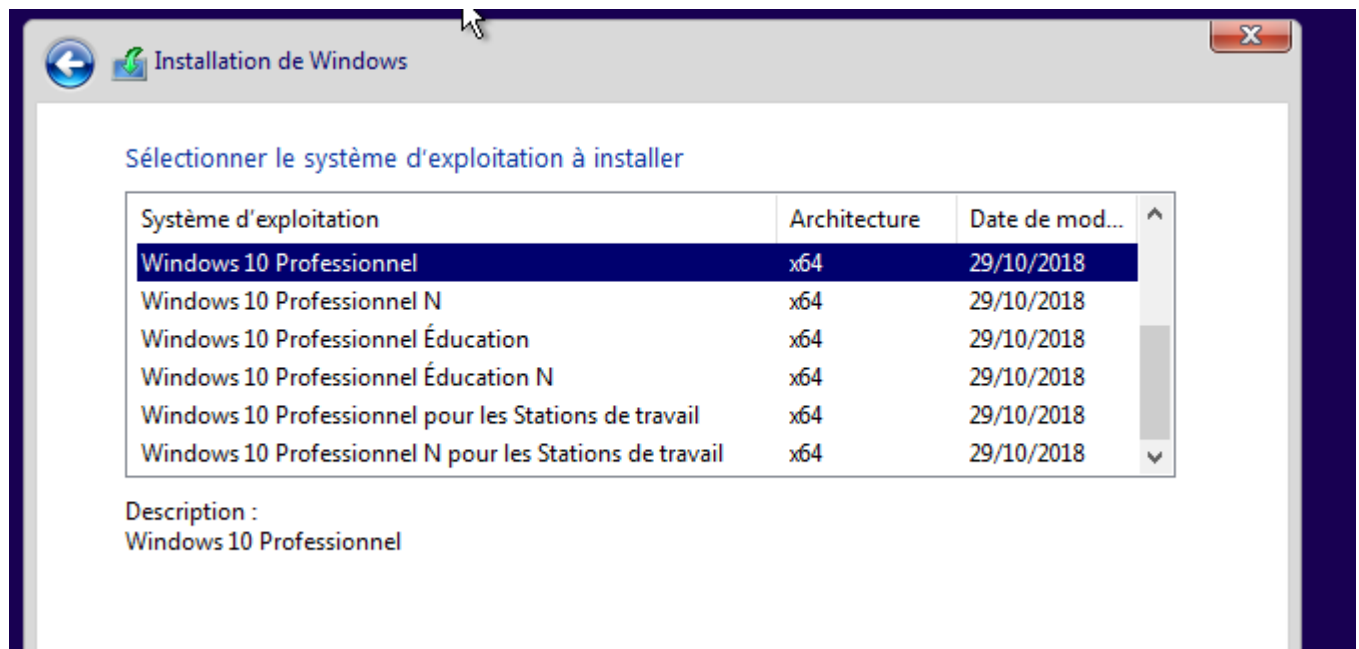 Installation de Windows
Sélectionner le système d'exploitation à installer
Système d'exploitation Architecture Date de mod...
Windows 10 Professionnel x64 29/10/2018
Windows 10 Professionnel N x64 29/10/2018
Windows 10 Professionnel Éducation x64 29/10/2018
Windows 10 Professionnel Éducation N x64 29/10/2018
Windows 10 Professionnel pour les Stations de travail x64 29/10/2018
Windows 10 Professionnel N pour les Stations de travail x64 29/10/2018
Description :
Windows 10 Professionnel